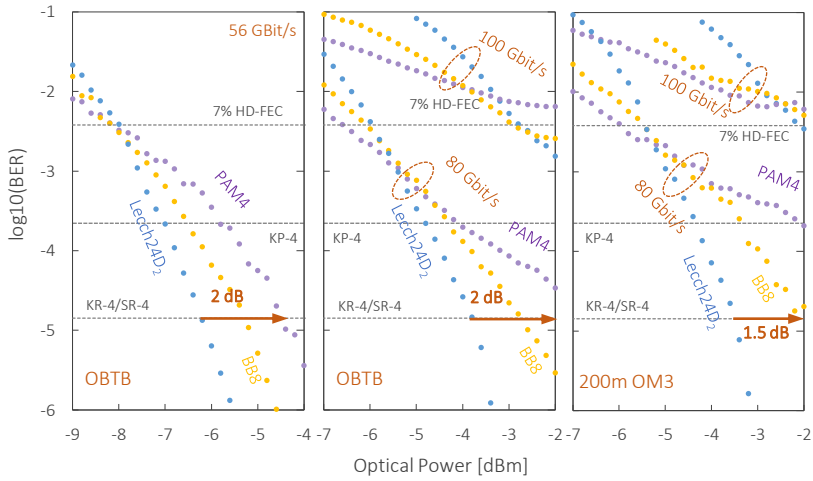 56 GBit/s
7% HD-FEC
PAM4
Lecch24D2
KP-4
KR-4/SR-4
2 dB
BB8
OBTB
100 Gbit/s
7% HD-FEC
80 Gbit/s
Lecch24D2
PAM4
KP-4
KR-4/SR-4
2 dB
BB8
OBTB
100 Gbit/s
7% HD-FEC
PAM4
80 Gbit/s
KP-4
Lecch24D2
BB8
KR-4/SR-4
1.5 dB
200m OM3
log10(BER)
-1
-2
-3
-4
-5
-6
-9 -8 -7 -6 -5 -4
-7 -6 -5 -4 -3 -2
-7 -6 -5 -4 -3 -2
Optical Power [dBm]